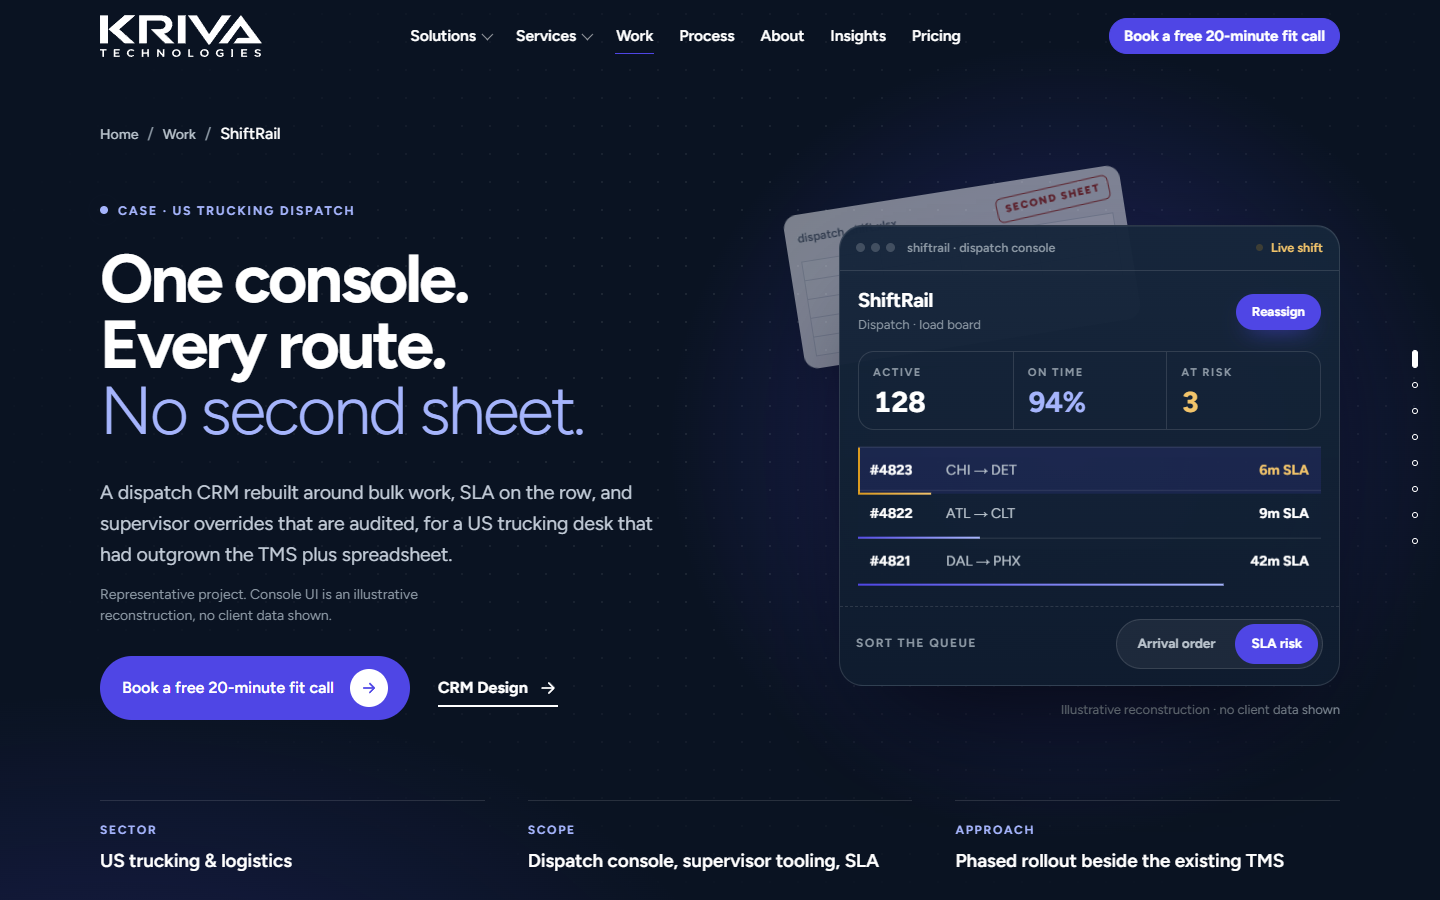 KRIVA
TECHNOLOGIES
Solutions
Services
Work
Process
About
Insights
Pricing
Book a free 20-minute fit call
Home / Work / ShiftRail
CASE · US TRUCKING DISPATCH
One console.
Every route.
No second sheet.
A dispatch CRM rebuilt around bulk work, SLA on the row, and
supervisor overrides that are audited, for a US trucking desk that
had outgrown the TMS plus spreadsheet.
Representative project. Console UI is an illustrative
reconstruction, no client data shown.
Book a free 20-minute fit call
CRM Design
SECOND SHEET
dispatch
shiftrail · dispatch console
Live shift
ShiftRail
Dispatch · load board
Reassign
ACTIVE
128
ON TIME
94%
AT RISK
3
#4823 CHI → DET 6m SLA
#4822 ATL → CLT 9m SLA
#4821 DAL → PHX 42m SLA
SORT THE QUEUE
Arrival order
SLA risk
Illustrative reconstruction · no client data shown
SECTOR
US trucking & logistics
SCOPE
Dispatch console, supervisor tooling, SLA
APPROACH
Phased rollout beside the existing TMS